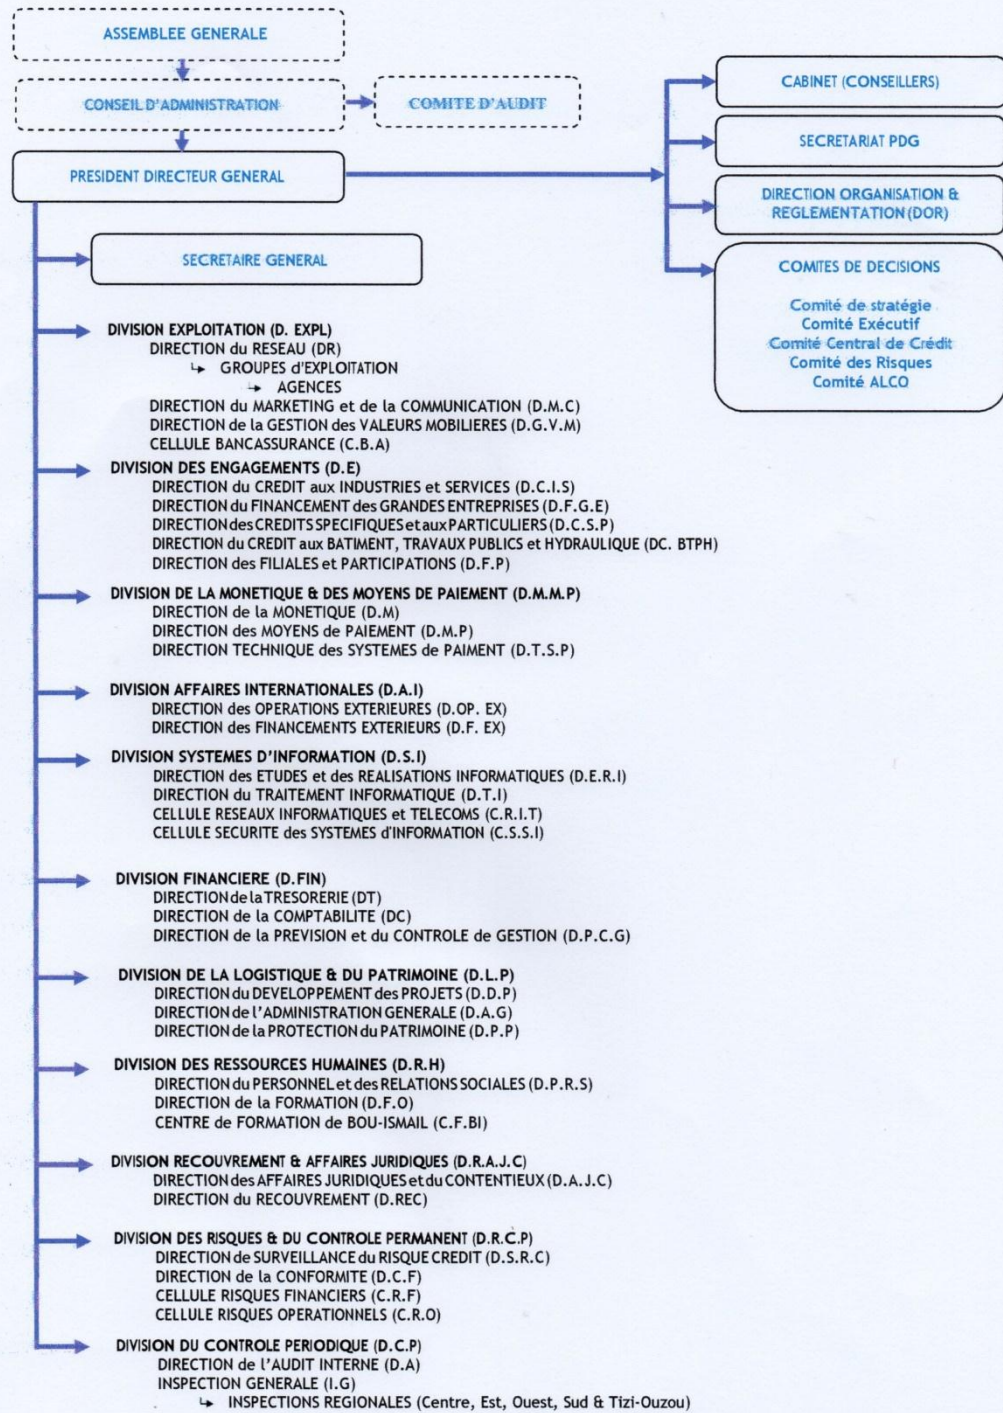 ASSEMBLEE GENERALE
CONSEIL D'ADMINISTRATION
COMITE D'AUDIT
PRESIDENT DIRECTEUR GENERAL
CABINET (CONSEILLERS)
SECRETARIAT PDG
DIRECTION ORGANISATION &
REGLEMENTATION (DOR)
COMITES DE DECISIONS
Comité de stratégie
Comité Exécutif
Comité Central de Crédit
Comité des Risques
Comité ALCO
SECRETAIRE GENERAL
DIVISION EXPLOITATION (D. EXPL)
DIRECTION du RESEAU (DR)
↳ GROUPES d'EXPLOITATION
↳ AGENCES
DIRECTION du MARKETING et de la COMMUNICATION (D.M.C)
DIRECTION de la GESTION des VALEURS MOBILIERES (D.G.V.M)
CELLULE BANCASSURANCE (C.B.A)
DIVISION DES ENGAGEMENTS (D.E)
DIRECTION du CREDIT aux INDUSTRIES et SERVICES (D.C.I.S)
DIRECTION du FINANCEMENT des GRANDES ENTREPRISES (D.F.G.E)
DIRECTION des CREDITS SPECIFIQUES et aux PARTICULIERS (D.C.S.P)
DIRECTION du CREDIT aux BATIMENT, TRAVAUX PUBLICS et HYDRAULIQUE (DC. BTPH)
DIRECTION des FILIALES et PARTICIPATIONS (D.F.P)
DIVISION DE LA MONETIQUE & DES MOYENS DE PAIEMENT (D.M.M.P)
DIRECTION de la MONETIQUE (D.M)
DIRECTION des MOYENS de PAIEMENT (D.M.P)
DIRECTION TECHNIQUE des SYSTEMES de PAIMENT (D.T.S.P)
DIVISION AFFAIRES INTERNATIONALES (D.A.I)
DIRECTION des OPERATIONS EXTERIEURES (D.OP. EX)
DIRECTION des FINANCEMENTS EXTERIEURS (D.F. EX)
DIVISION SYSTEMES D'INFORMATION (D.S.I)
DIRECTION des ETUDES et des REALISATIONS INFORMATIQUES (D.E.R.I)
DIRECTION du TRAITEMENT INFORMATIQUE (D.T.I)
CELLULE RESEAUX INFORMATIQUES et TELECOMS (C.R.I.T)
CELLULE SECURITE des SYSTEMES d'INFORMATION (C.S.S.I)
DIVISION FINANCIERE (D.FIN)
DIRECTION de la TRESORERIE (DT)
DIRECTION de la COMPTABILITE (DC)
DIRECTION de la PREVISION et du CONTROLE de GESTION (D.P.C.G)
DIVISION DE LA LOGISTIQUE & DU PATRIMOINE (D.L.P)
DIRECTION du DEVELOPPEMENT des PROJETS (D.D.P)
DIRECTION de l'ADMINISTRATION GENERALE (D.A.G)
DIRECTION de la PROTECTION du PATRIMOINE (D.P.P)
DIVISION DES RESSOURCES HUMAINES (D.R.H)
DIRECTION du PERSONNEL et des RELATIONS SOCIALES (D.P.R.S)
DIRECTION de la FORMATION (D.F.O)
CENTRE de FORMATION de BOU-ISMAIL (C.F.BI)
DIVISION RECOUVREMENT & AFFAIRES JURIDIQUES (D.R.A.J.C)
DIRECTION des AFFAIRES JURIDIQUES et du CONTENTIEUX (D.A.J.C)
DIRECTION du RECOUVREMENT (D.REC)
DIVISION DES RISQUES & DU CONTROLE PERMANENT (D.R.C.P)
DIRECTION de SURVEILLANCE du RISQUE CREDIT (D.S.R.C)
DIRECTION de la CONFORMITE (D.C.F)
CELLULE RISQUES FINANCIERS (C.R.F)
CELLULE RISQUES OPERATIONNELS (C.R.O)
DIVISION DU CONTROLE PERIODIQUE (D.C.P)
DIRECTION de l'AUDIT INTERNE (D.A)
INSPECTION GENERALE (I.G)
↳ INSPECTIONS REGIONALES (Centre, Est, Ouest, Sud & Tizi-Ouzou)